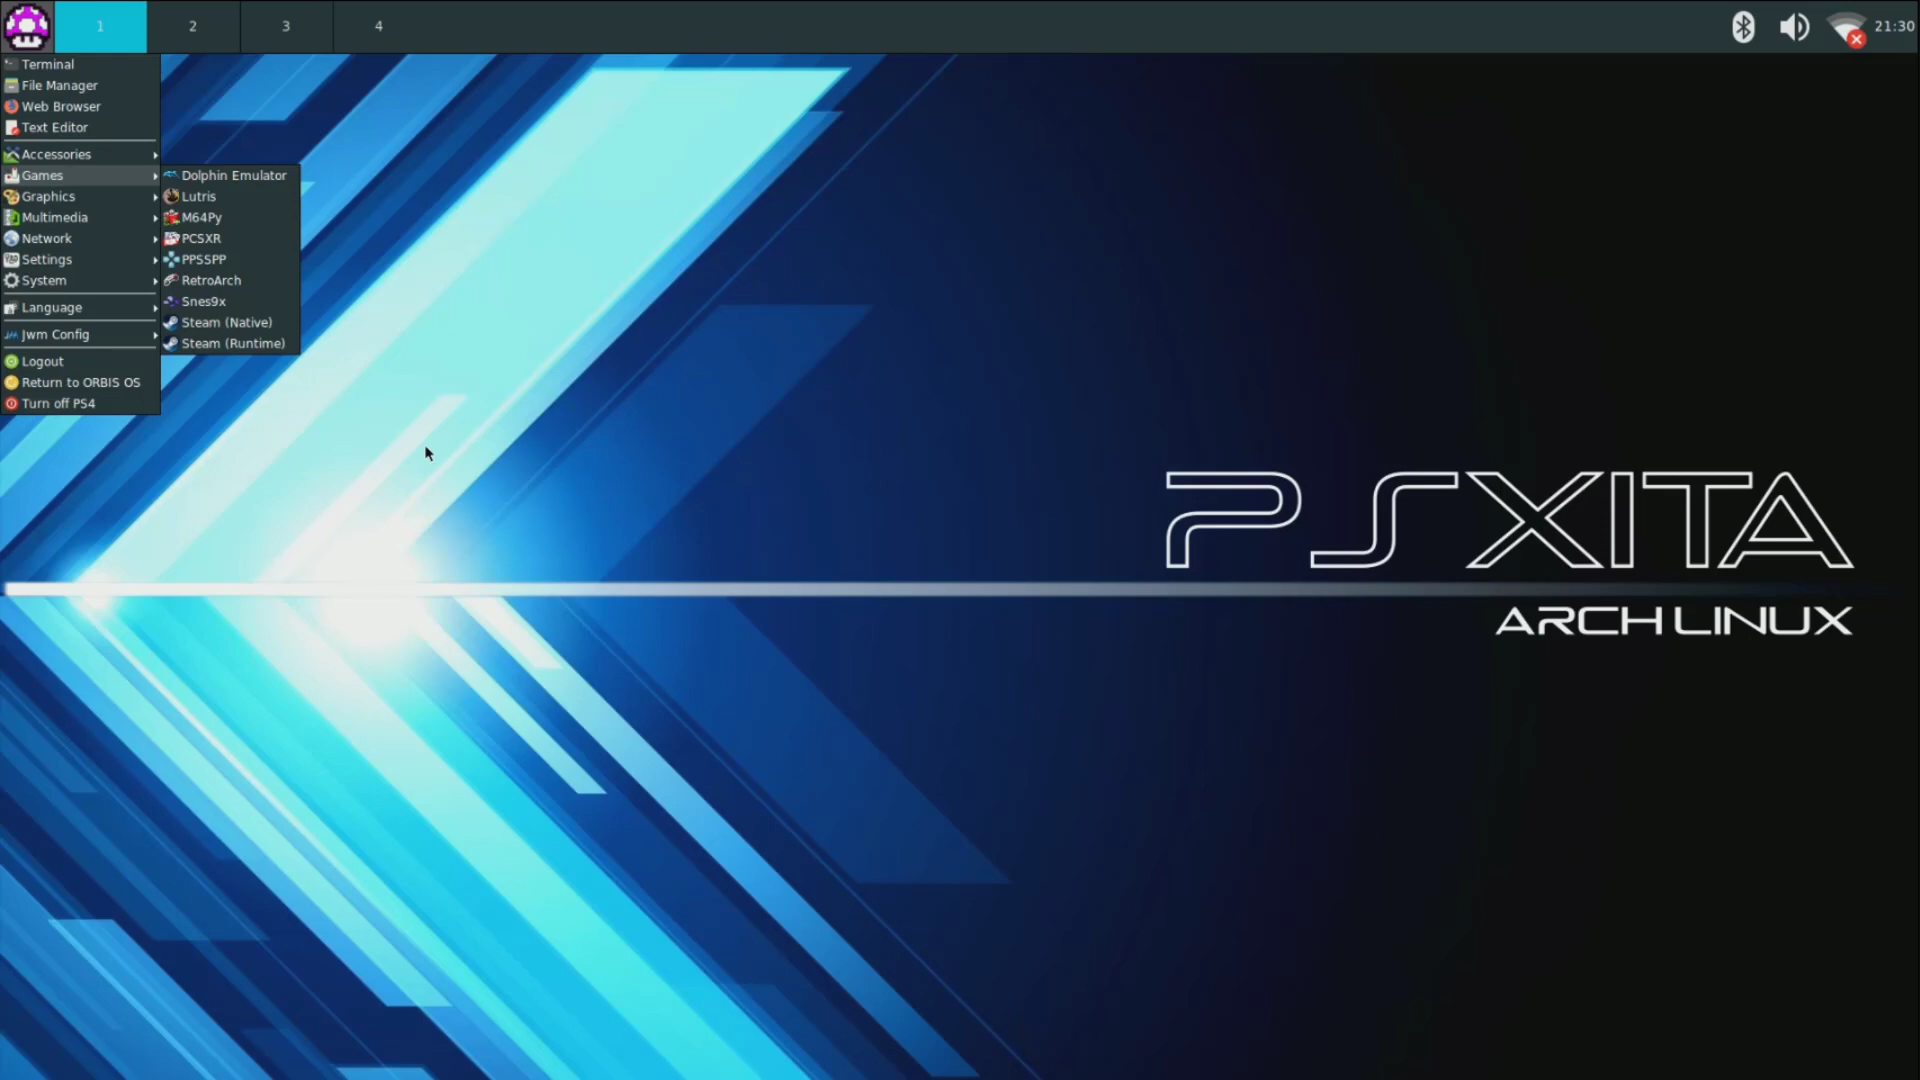 1 2 3 4 21:30
Terminal
File Manager
Web Browser
Text Editor
Accessories
Games
Graphics
Multimedia
Network
Settings
System
Language
Jwm Config
Logout
Return to ORBIS OS
Turn off PS4
Dolphin Emulator
Lutris
M64Py
PCSXR
PPSSPP
RetroArch
Snes9x
Steam (Native)
Steam (Runtime)
PSXITA
ARCH LINUX